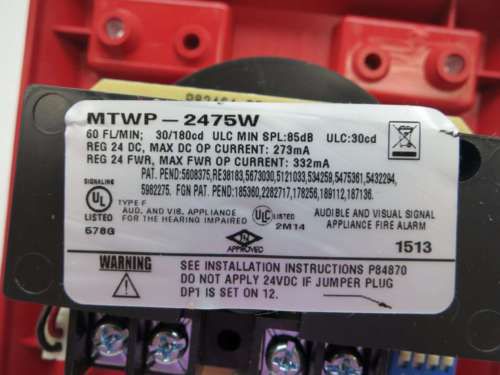 MTWP-2475W
60 FL/MIN; 30/180cd ULC MIN SPL:85dB ULC:30cd
REG 24 DC, MAX DC OP CURRENT: 273mA
REG 24 FWR, MAX FWR OP CURRENT: 332mA
PAT. PEND:5608375,RE38183,5673030,5121033,534259,5475361,5432284,
5982275. FGN PAT. PEND:185360,2282717,178256,189112,187136.
SIGNALING
UL
LISTED
578G
TYPE F
AUD. AND VIB. APPLIANCE
FOR THE HEARING IMPAIRED
ULC
LISTED
2M14
AUDIBLE AND VISUAL SIGNAL
APPLIANCE FIRE ALARM
N
APPROVED
1513
WARNING
SEE INSTALLATION INSTRUCTIONS P84870
DO NOT APPLY 24VDC IF JUMPER PLUG
DP1 IS SET ON 12.